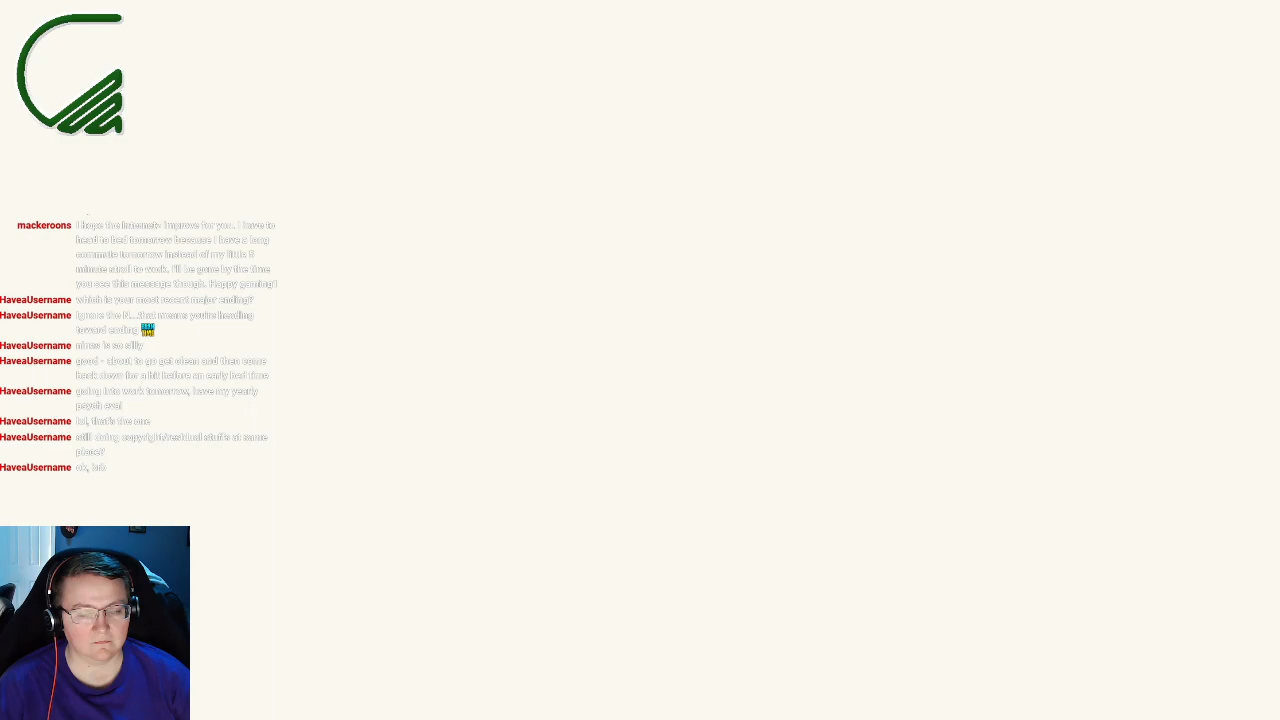 mackeroons I hope the internets improve for you. I have to
head to bed tomorrow because I have a long
commute tomorrow instead of my little 5
minute stroll to work. I'll be gone by the time
you see this message though. Happy gaming!
HaveaUsername which is your most recent major ending?
HaveaUsername Ignore the N....that means you're heading
toward ending
HaveaUsername is so silly
HaveaUsername good - about to go get clean and then come
back down for a bit before an early bed time
HaveaUsername going into work tomorrow, have my yearly
psych eval
HaveaUsername lol, that's the one
HaveaUsername still doing copyright/residual stuffs at same
place?
HaveaUsername ok, brb